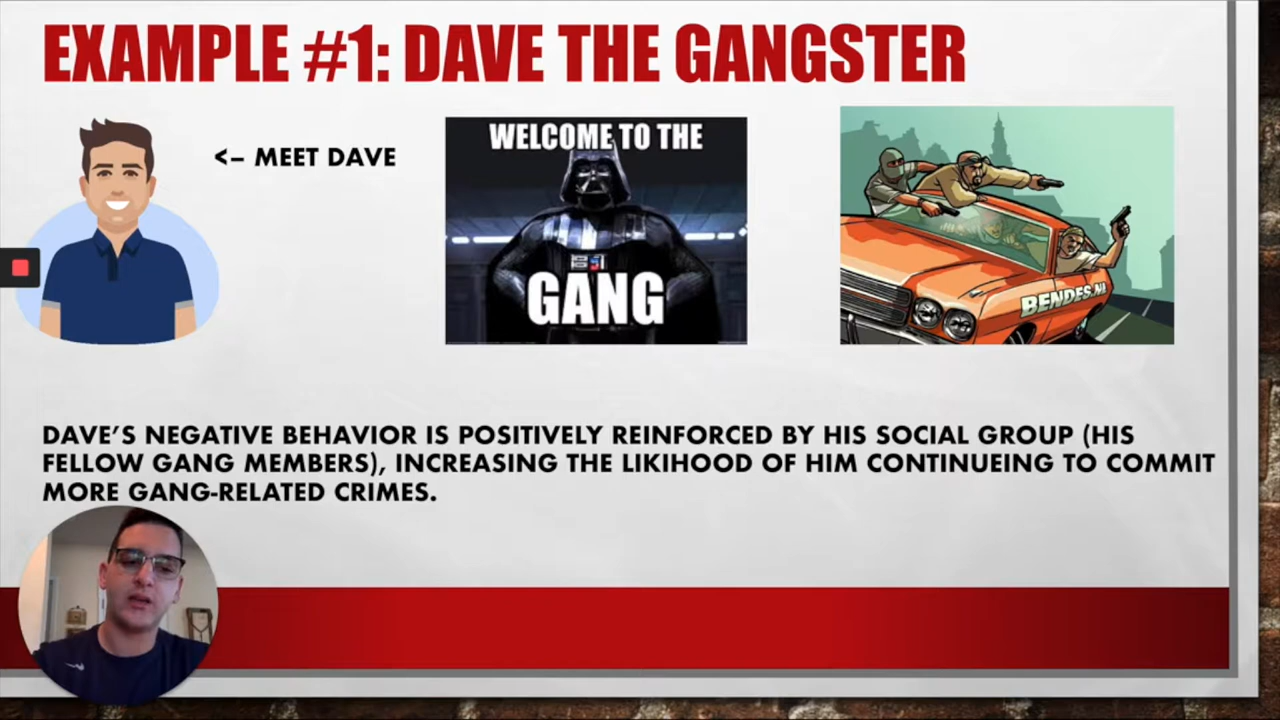 EXAMPLE #1: DAVE THE GANGSTER
<– MEET DAVE
WELCOME TO THE
GANG
BENDES.NA
DAVE'S NEGATIVE BEHAVIOR IS POSITIVELY REINFORCED BY HIS SOCIAL GROUP (HIS
FELLOW GANG MEMBERS), INCREASING THE LIKIHOOD OF HIM CONTINUEING TO COMMIT
MORE GANG-RELATED CRIMES.